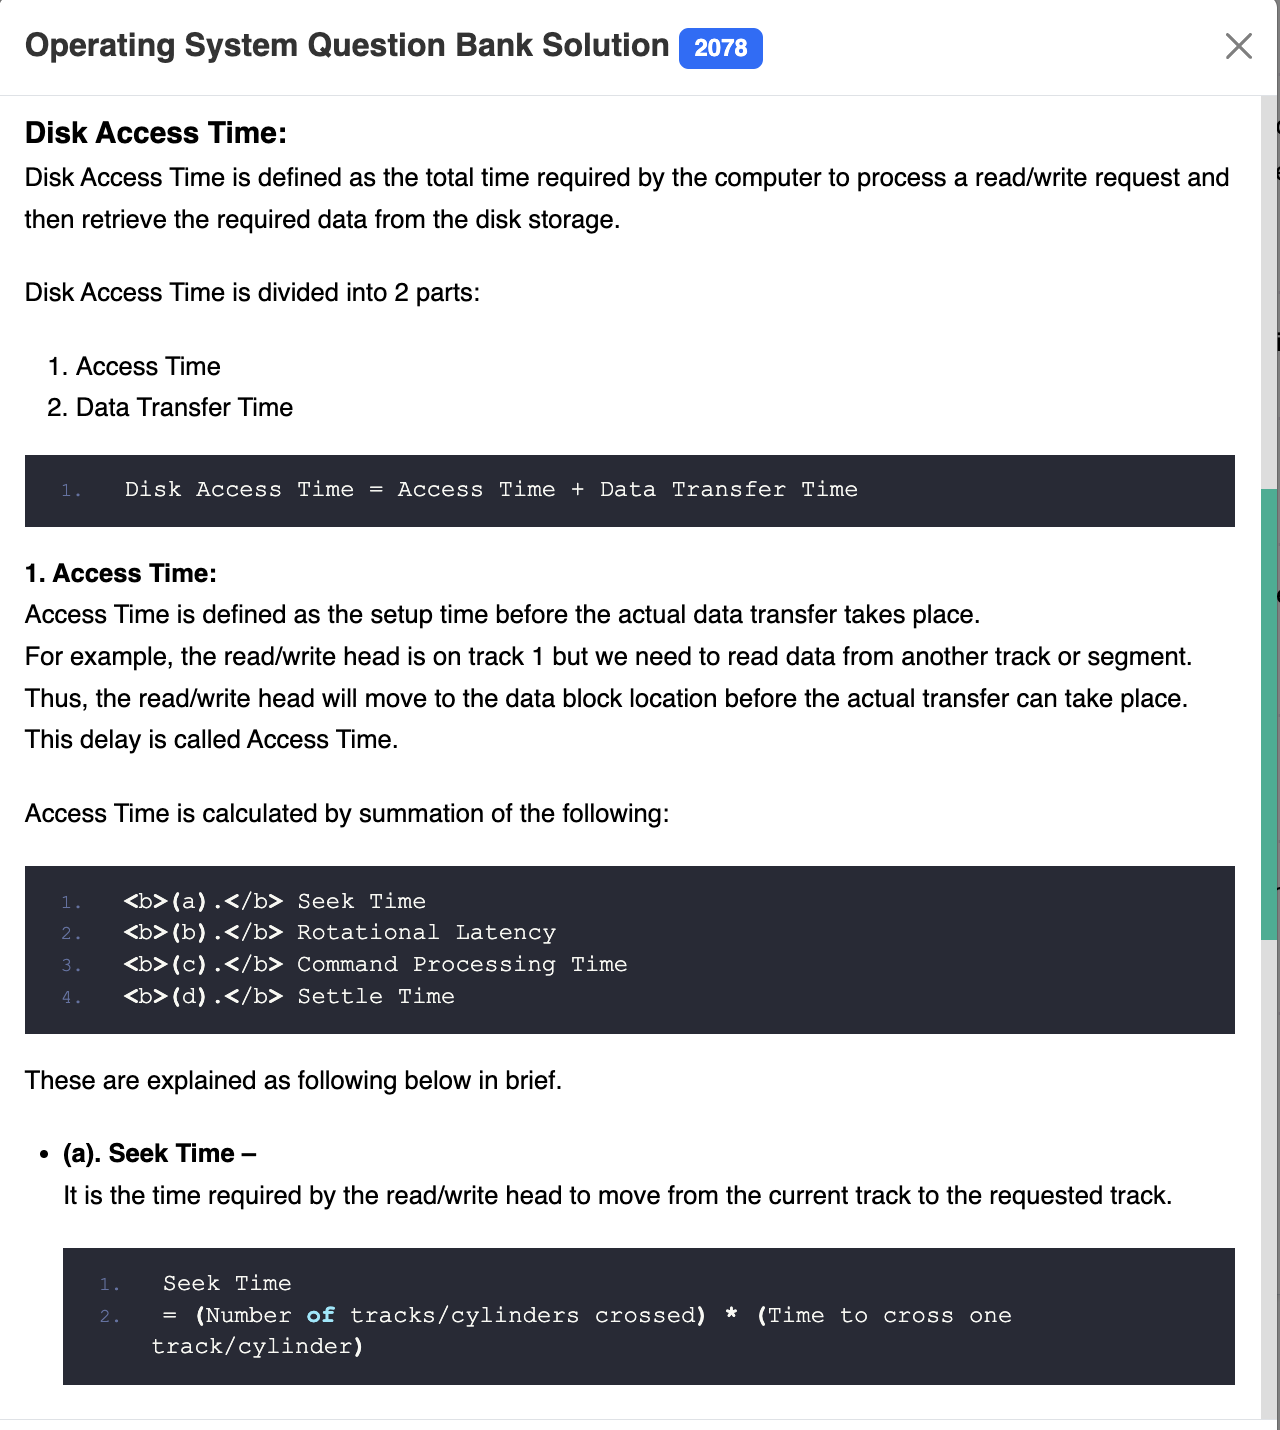 Operating System Question Bank Solution 2078
Disk Access Time:
Disk Access Time is defined as the total time required by the computer to process a read/write request and
then retrieve the required data from the disk storage.
Disk Access Time is divided into 2 parts:
1. Access Time
2. Data Transfer Time
1. Disk Access Time = Access Time + Data Transfer Time
1. Access Time:
Access Time is defined as the setup time before the actual data transfer takes place.
For example, the read/write head is on track 1 but we need to read data from another track or segment.
Thus, the read/write head will move to the data block location before the actual transfer can take place.
This delay is called Access Time.
Access Time is calculated by summation of the following:
1. <b>(a).</b> Seek Time
2. <b>(b).</b> Rotational Latency
3. <b>(c).</b> Command Processing Time
4. <b>(d).</b> Settle Time
These are explained as following below in brief.
• (a). Seek Time –
It is the time required by the read/write head to move from the current track to the requested track.
1. Seek Time
2. = (Number of tracks/cylinders crossed) * (Time to cross one
track/cylinder)